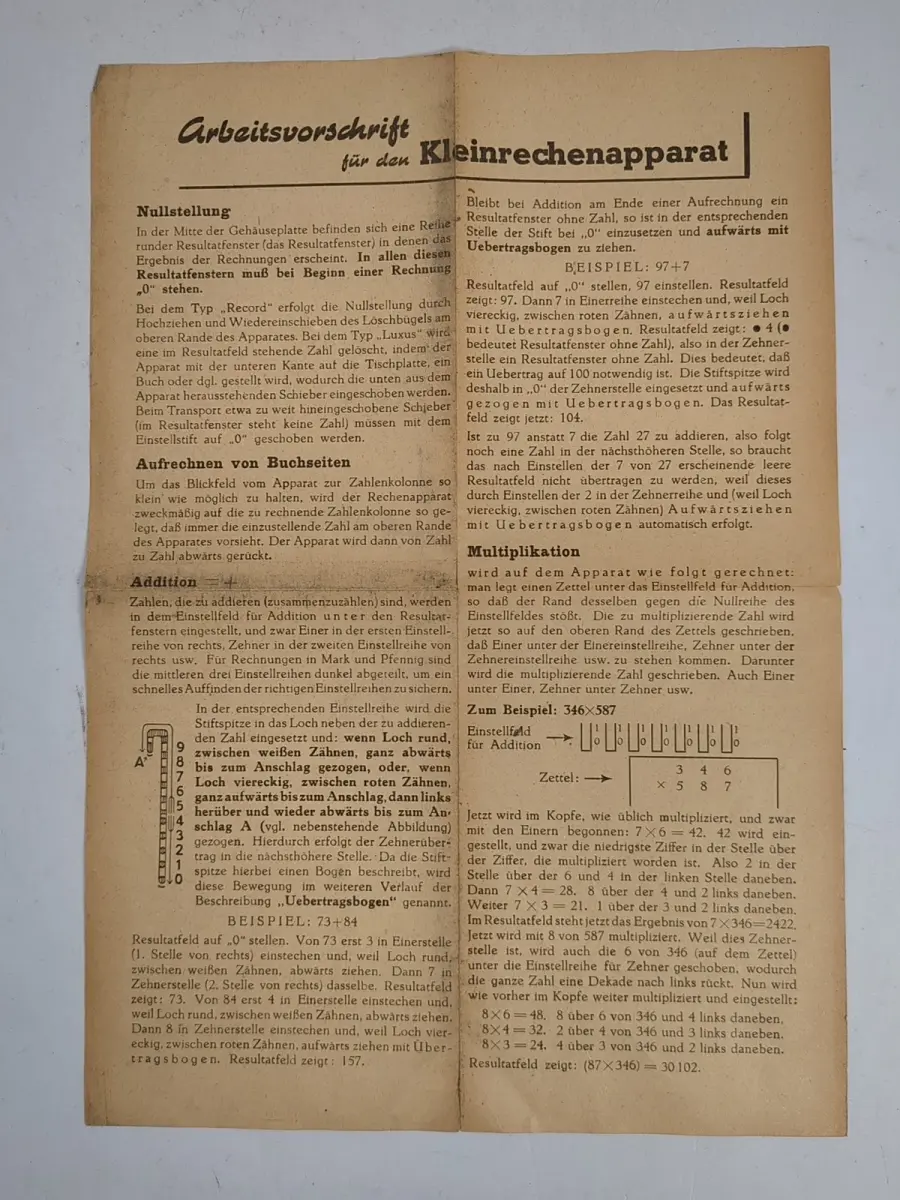 Arbeitsvorschrift
für den Kleinrechenapparat
Nullstellung
In der Mitte der Gehäuseplatte befinden sich eine Reihe
runder Resultatfenster (das Resultatfenster) in denen das
Ergebnis der Rechnungen erscheint. In allen diesen
Resultatfenstern muß bei Beginn einer Rechnung
„0“ stehen.
Bei dem Typ „Record“ erfolgt die Nullstellung durch
Hochziehen und Wiedereinschieben des Löschbügels am
oberen Rande des Apparates. Bei dem Typ „Luxus“ wird
eine im Resultatfeld stehende Zahl gelöscht, indem der
Apparat mit der unteren Kante auf die Tischplatte, ein
Buch oder dgl. gestellt wird, wodurch die unten aus dem
Apparat herausstehenden Schieber eingeschoben werden.
Beim Transport etwa zu weit hineingeschobene Schieber
(im Resultatfenster steht keine Zahl) müssen mit dem
Einstellstift auf „0“ geschoben werden.
Aufrechnen von Buchseiten
Um das Blickfeld vom Apparat zur Zahlenkolonne so
klein wie möglich zu halten, wird der Rechenapparat
zweckmäßig auf die zu rechnende Zahlenkolonne so ge-
legt, daß immer die einzustellende Zahl am oberen Rande
des Apparates vorsieht. Der Apparat wird dann von Zahl
zu Zahl abwärts gerückt.
Addition = +
Zahlen, die zu addieren (zusammenzuzählen) sind, werden
in dem Einstellfeld für Addition unter den Resultat-
fenstern eingestellt, und zwar Einer in der ersten Einstell-
reihe von rechts, Zehner in der zweiten Einstellreihe von
rechts usw. Für Rechnungen in Mark und Pfennig sind
die mittleren drei Einstellreihen dunkel abgeteilt, um ein
schnelles Auffinden der richtigen Einstellreihen zu sichern.
In der entsprechenden Einstellreihe wird die
Stiftspitze in das Loch neben der zu addieren-
den Zahl eingesetzt und: wenn Loch rund,
zwischen weißen Zähnen, ganz abwärts
bis zum Anschlag gezogen, oder, wenn
Loch viereckig, zwischen roten Zähnen,
ganz aufwärts bis zum Anschlag, dann links
herüber und wieder abwärts bis zum An-
schlag A (vgl. nebenstehende Abbildung)
gezogen. Hierdurch erfolgt der Zehnerüber-
trag in die nächsthöhere Stelle. Da die Stift-
spitze hierbei einen Bogen beschreibt, wird
diese Bewegung im weiteren Verlauf der
Beschreibung „Uebertragsbogen“ genannt.
A
9
8
7
6
5
4
3
2
1
0
BEISPIEL: 73+84
Resultatfeld auf „0“ stellen. Von 73 erst 3 in Einerstelle
(1. Stelle von rechts) einstechen und, weil Loch rund,
zwischen weißen Zähnen, abwärts ziehen. Dann 7 in
Zehnerstelle (2. Stelle von rechts) dasselbe. Resultatfeld
zeigt: 73. Von 84 erst 4 in Einerstelle einstechen und,
weil Loch rund, zwischen weißen Zähnen, abwärts ziehen.
Dann 8 in Zehnerstelle einstechen und, weil Loch vier-
eckig, zwischen roten Zähnen, aufwärts ziehen mit Über-
tragsbogen. Resultatfeld zeigt: 157.
Bleibt bei Addition am Ende einer Aufrechnung ein
Resultatfenster ohne Zahl, so ist in der entsprechenden
Stelle der Stift bei „0“ einzusetzen und aufwärts mit
Uebertragsbogen zu ziehen.
BEISPIEL: 97+7
Resultatfeld auf „0“ stellen, 97 einstellen. Resultatfeld
zeigt: 97. Dann 7 in Einerreihe einstechen und, weil Loch
viereckig, zwischen roten Zähnen, aufwärtsziehen
mit Uebertragsbogen. Resultatfeld zeigt: ● 4 (●
bedeutet Resultatfenster ohne Zahl), also in der Zehner-
stelle ein Resultatfenster ohne Zahl. Dies bedeutet, daß
ein Uebertrag auf 100 notwendig ist. Die Stiftspitze wird
deshalb in „0“ der Zehnerstelle eingesetzt und aufwärts
gezogen mit Uebertragsbogen. Das Resultat-
feld zeigt jetzt: 104.
Ist zu 97 anstatt 7 die Zahl 27 zu addieren, also folgt
noch eine Zahl in der nächsthöheren Stelle, so braucht
das nach Einstellen der 7 von 27 erscheinende leere
Resultatfeld nicht übertragen zu werden, weil dieses
durch Einstellen der 2 in der Zehnerreihe und (weil Loch
viereckig, zwischen roten Zähnen) Aufwärtsziehen
mit Uebertragsbogen automatisch erfolgt.
Multiplikation
wird auf dem Apparat wie folgt gerechnet:
man legt einen Zettel unter das Einstellfeld für Addition,
so daß der Rand desselben gegen die Nullreihe des
Einstellfeldes stößt. Die zu multiplizierende Zahl wird
jetzt so auf den oberen Rand des Zettels geschrieben,
daß Einer unter der Einereinstellreihe, Zehner unter der
Zehnereinstellreihe usw. zu stehen kommen. Darunter
wird die multiplizierende Zahl geschrieben. Auch Einer
unter Einer, Zehner unter Zehner usw.
Zum Beispiel: 346×587
Einstellfeld
für Addition
1 1 1 1 1 1 1
0 0 0 0 0 0 0
Zettel:
3 4 6
× 5 8 7
Jetzt wird im Kopfe, wie üblich multipliziert, und zwar
mit den Einern begonnen: 7×6 = 42. 42 wird ein-
gestellt, und zwar die niedrigste Ziffer in der Stelle über
der Ziffer, die multipliziert worden ist. Also 2 in der
Stelle über der 6 und 4 in der linken Stelle daneben.
Dann 7×4 = 28. 8 über der 4 und 2 links daneben.
Weiter 7×3 = 21. 1 über der 3 und 2 links daneben.
Im Resultatfeld steht jetzt das Ergebnis von 7×346=2422.
Jetzt wird mit 8 von 587 multipliziert. Weil dies Zehner-
stelle ist, wird auch die 6 von 346 (auf dem Zettel)
unter die Einstellreihe für Zehner geschoben, wodurch
die ganze Zahl eine Dekade nach links rückt. Nun wird
wie vorher im Kopfe weiter multipliziert und eingestellt:
8×6 = 48. 8 über 6 von 346 und 4 links daneben.
8×4 = 32. 2 über 4 von 346 und 3 links daneben.
8×3 = 24. 4 über 3 von 346 und 2 links daneben.
Resultatfeld zeigt: (87×346) = 30102.